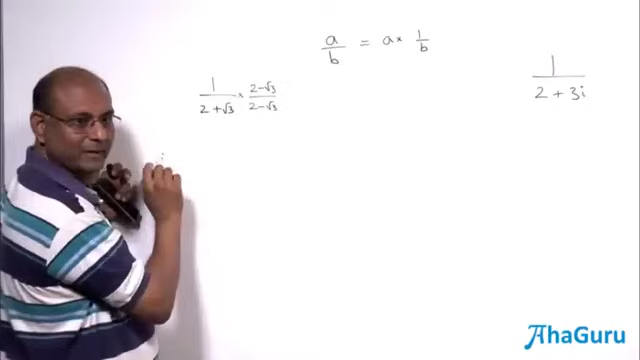 a/b = a × 1/b
1/(2 + √3) × (2 - √3)/(2 - √3)
1/(2 + 3i)
AhaGuru